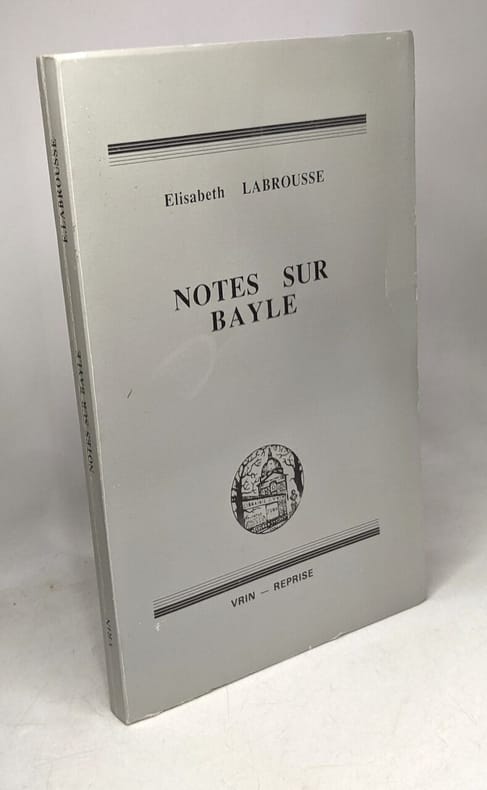 Elisabeth LABROUSSE
NOTES SUR
BAYLE
VRIN — REPRISE
E. LABROUSSE
NOTES SUR BAYLE
VRIN